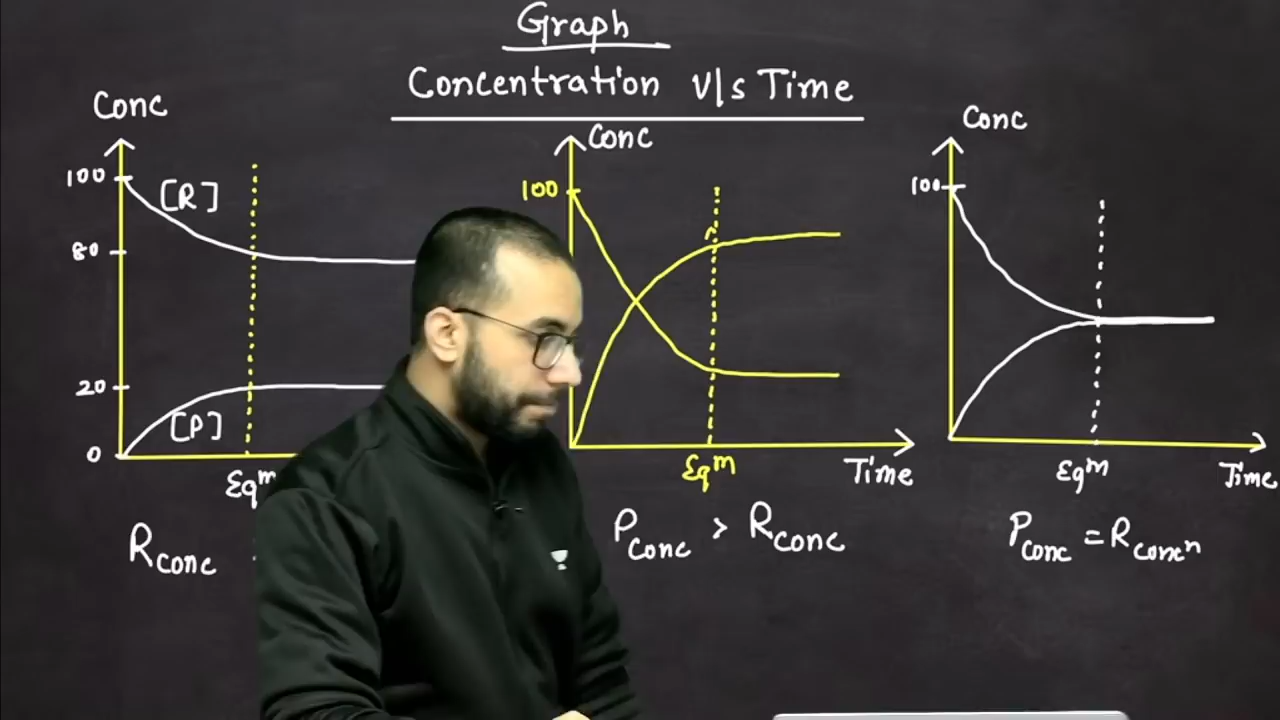 Graph
Concentration v/s Time
Conc
100
[R]
80
20
[P]
0
Eqm
Rconc
Conc
100
Eqm
Time
Pconc > Rconc
Conc
100
Eqm
Time
Pconc = Rconcn